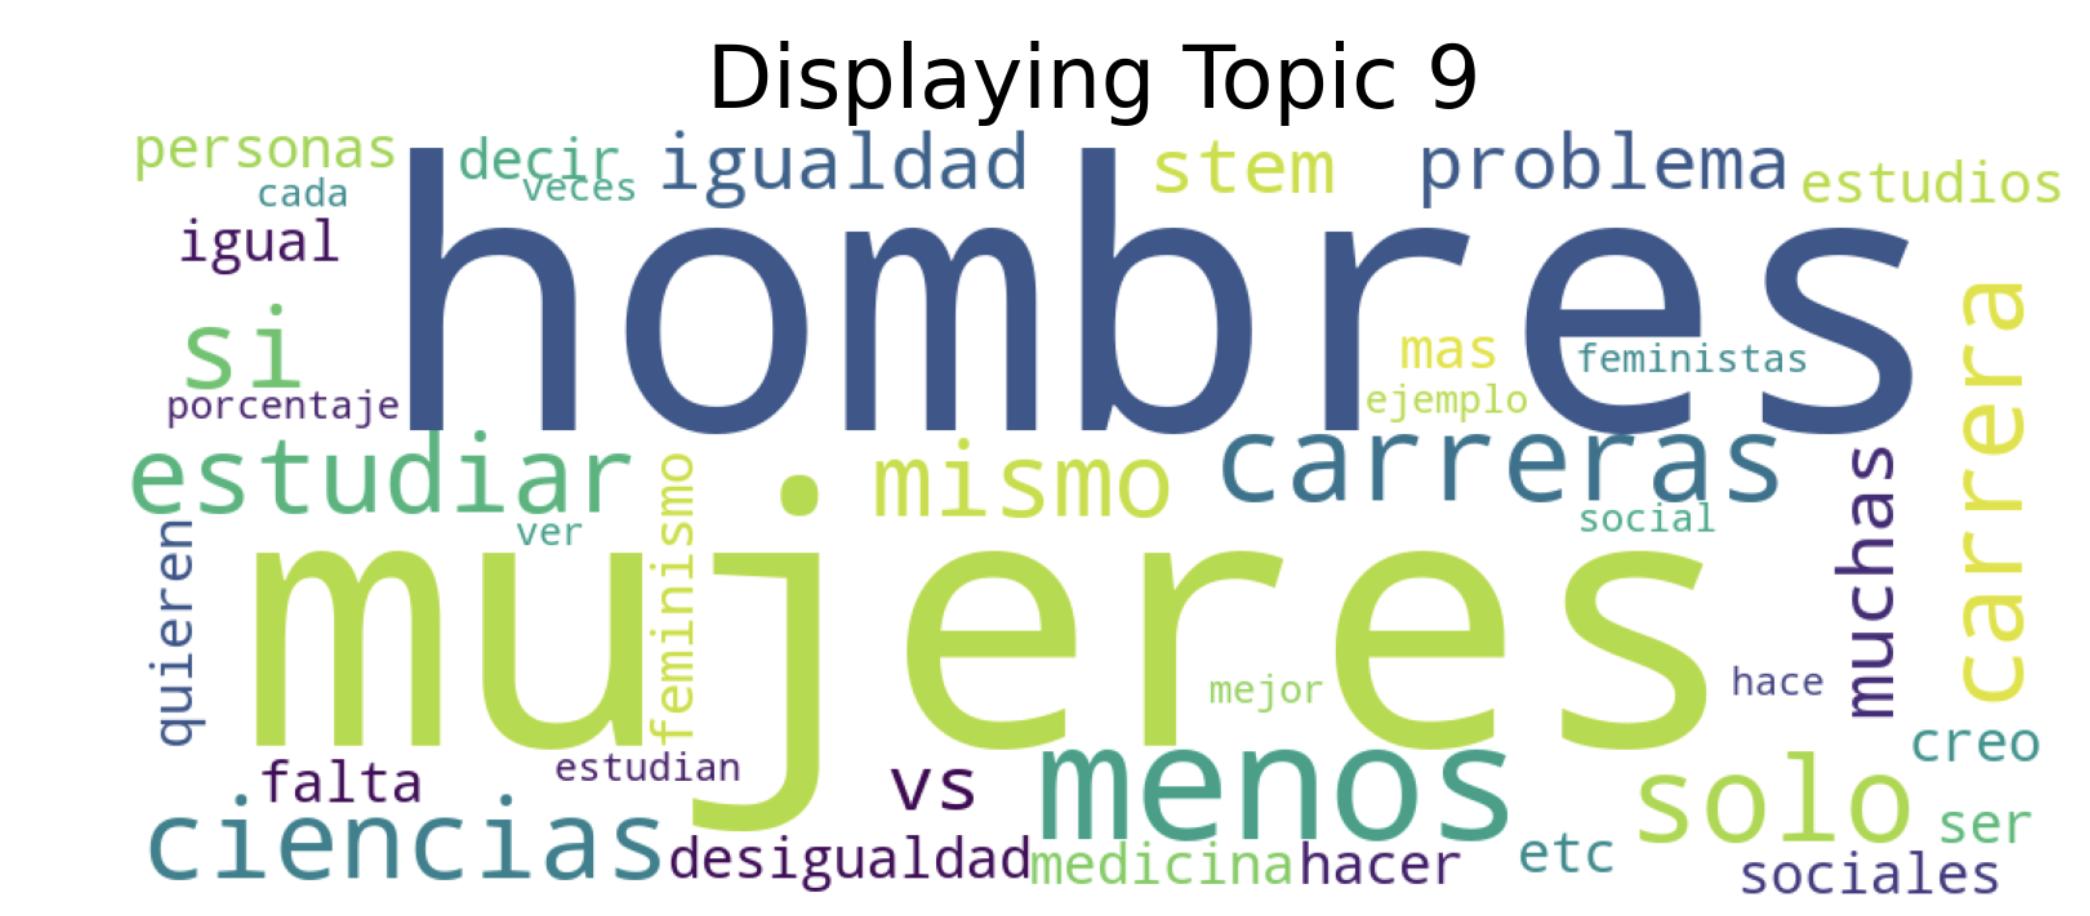 Displaying Topic 9
personas
decir
igualdad
stem
problema
estudios
cada
veces
igual
hombres
si
mas
feministas
porcentaje
ejemplo
carrera
estudiar
feminismo
mismo
carreras
muchas
quieren
ver
social
mujeres
mejor
hace
falta
estudian
vs
menos
solo
creo
ciencias
desigualdad
medicina
hacer
etc
ser
sociales